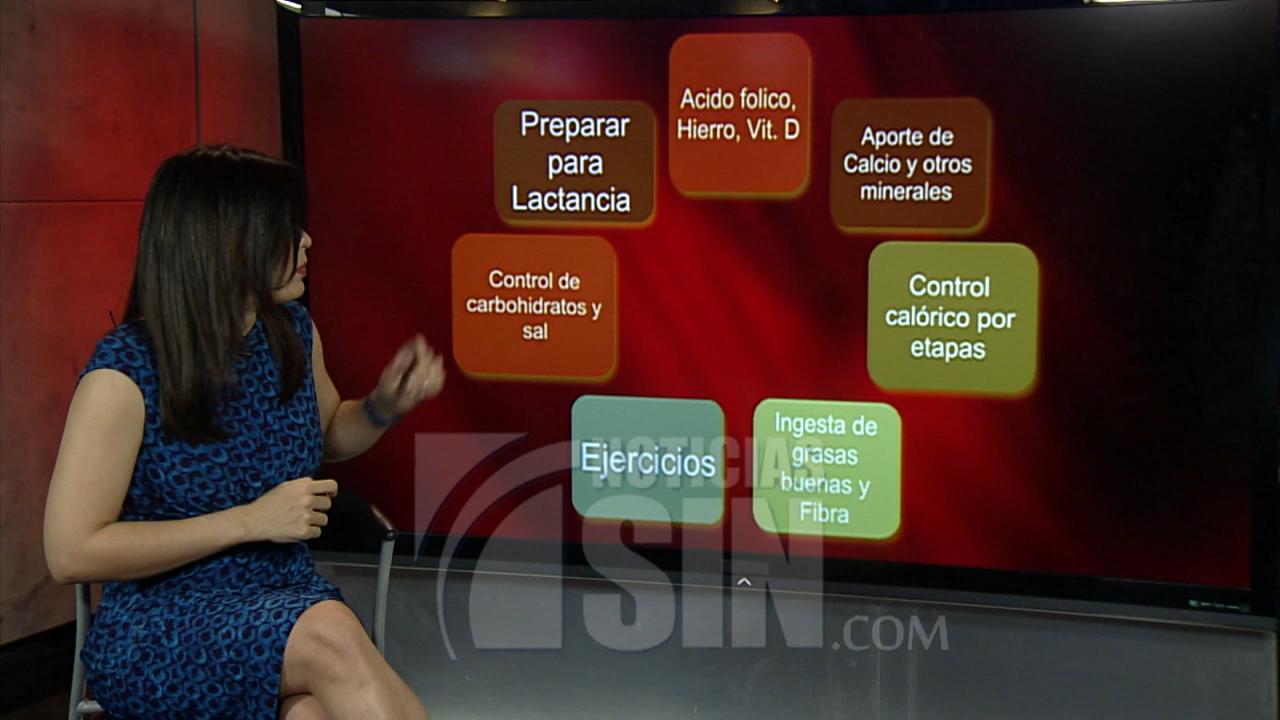 Acido folico,
Hierro, Vit. D
Preparar
para
Lactancia
Aporte de
Calcio y otros
minerales
Control de
carbohidratos y
sal
Control
calórico por
etapas
Ejercicios
Ingesta de
grasas
buenas y
Fibra
NOTICIAS
SiN
.COM